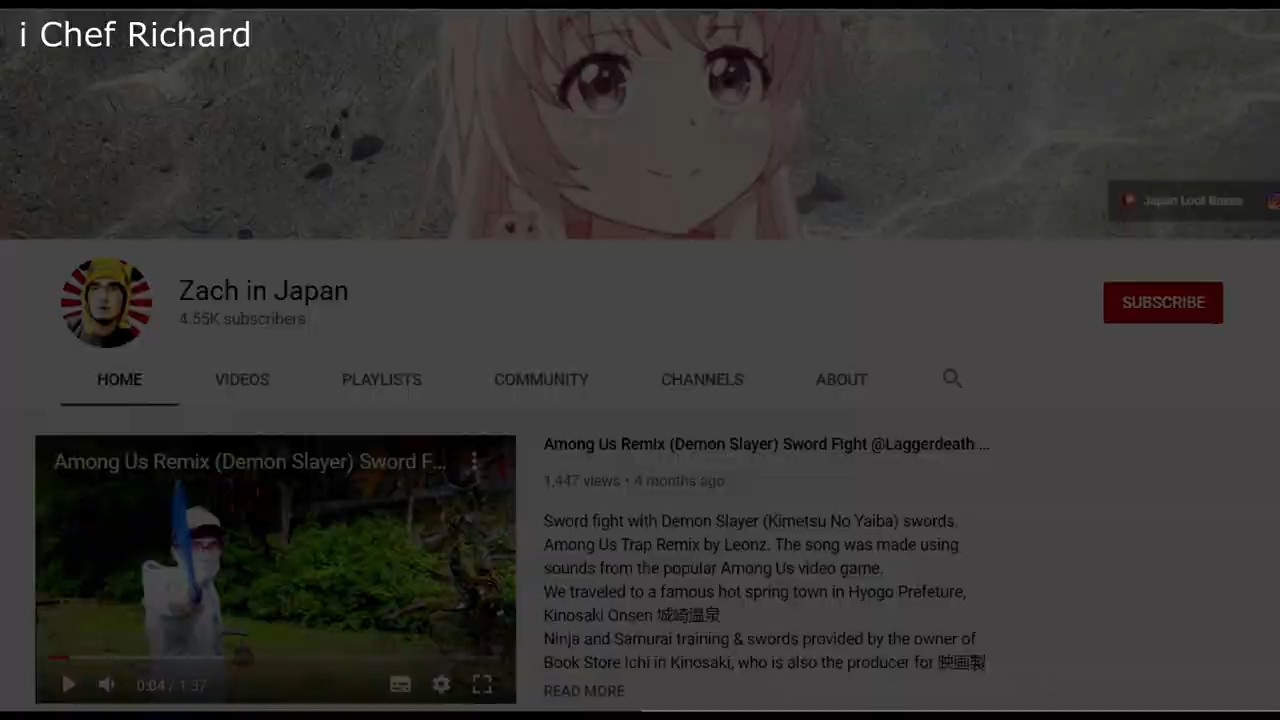 i Chef Richard
Japan Loot Boxes
Zach in Japan
4.55K subscribers
SUBSCRIBE
HOME VIDEOS PLAYLISTS COMMUNITY CHANNELS ABOUT
Among Us Remix (Demon Slayer) Sword F...
0:04 / 1:37
Among Us Remix (Demon Slayer) Sword Fight @Laggerdeath ...
1,447 views • 4 months ago
Sword fight with Demon Slayer (Kimetsu No Yaiba) swords.
Among Us Trap Remix by Leonz. The song was made using
sounds from the popular Among Us video game.
We traveled to a famous hot spring town in Hyogo Prefeture,
Kinosaki Onsen 城崎温泉
Ninja and Samurai training & swords provided by the owner of
Book Store Ichi in Kinosaki, who is also the producer for 映画製
READ MORE